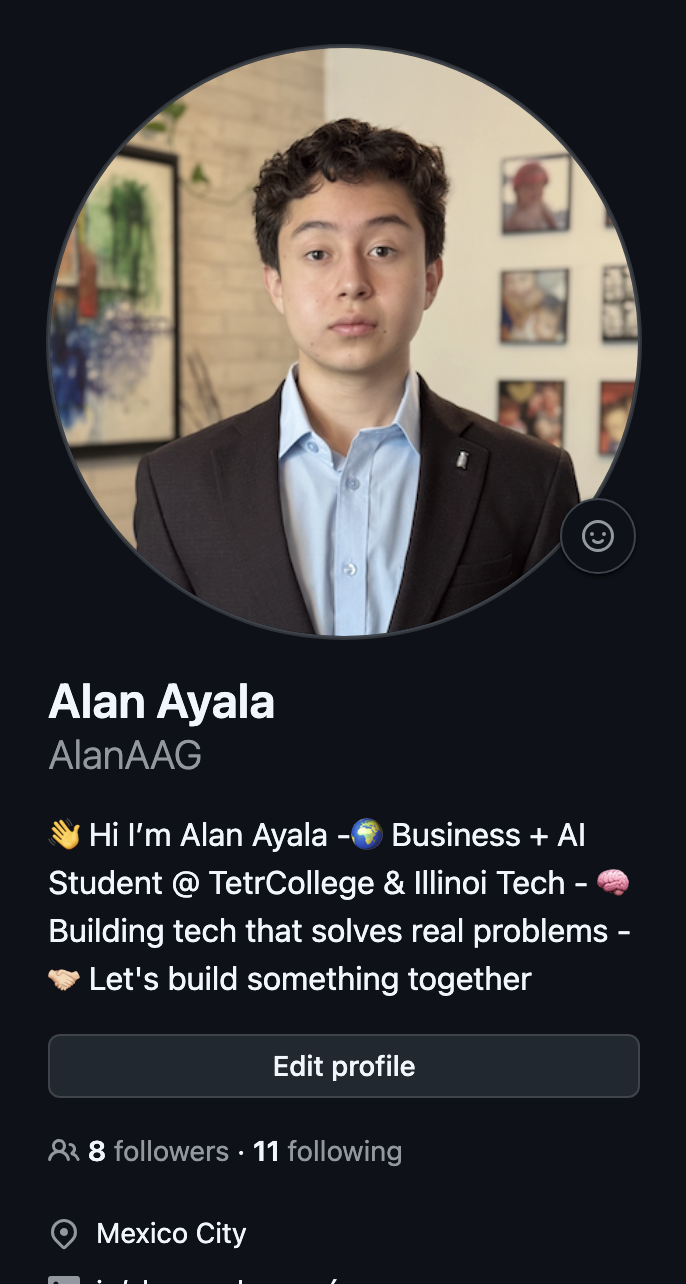 Alan Ayala
AlanAAG
👋 Hi I’m Alan Ayala -🌍 Business + AI
Student @ TetrCollege & Illinoi Tech - 🧠
Building tech that solves real problems -
🤝🏻 Let's build something together
Edit profile
8 followers · 11 following
Mexico City